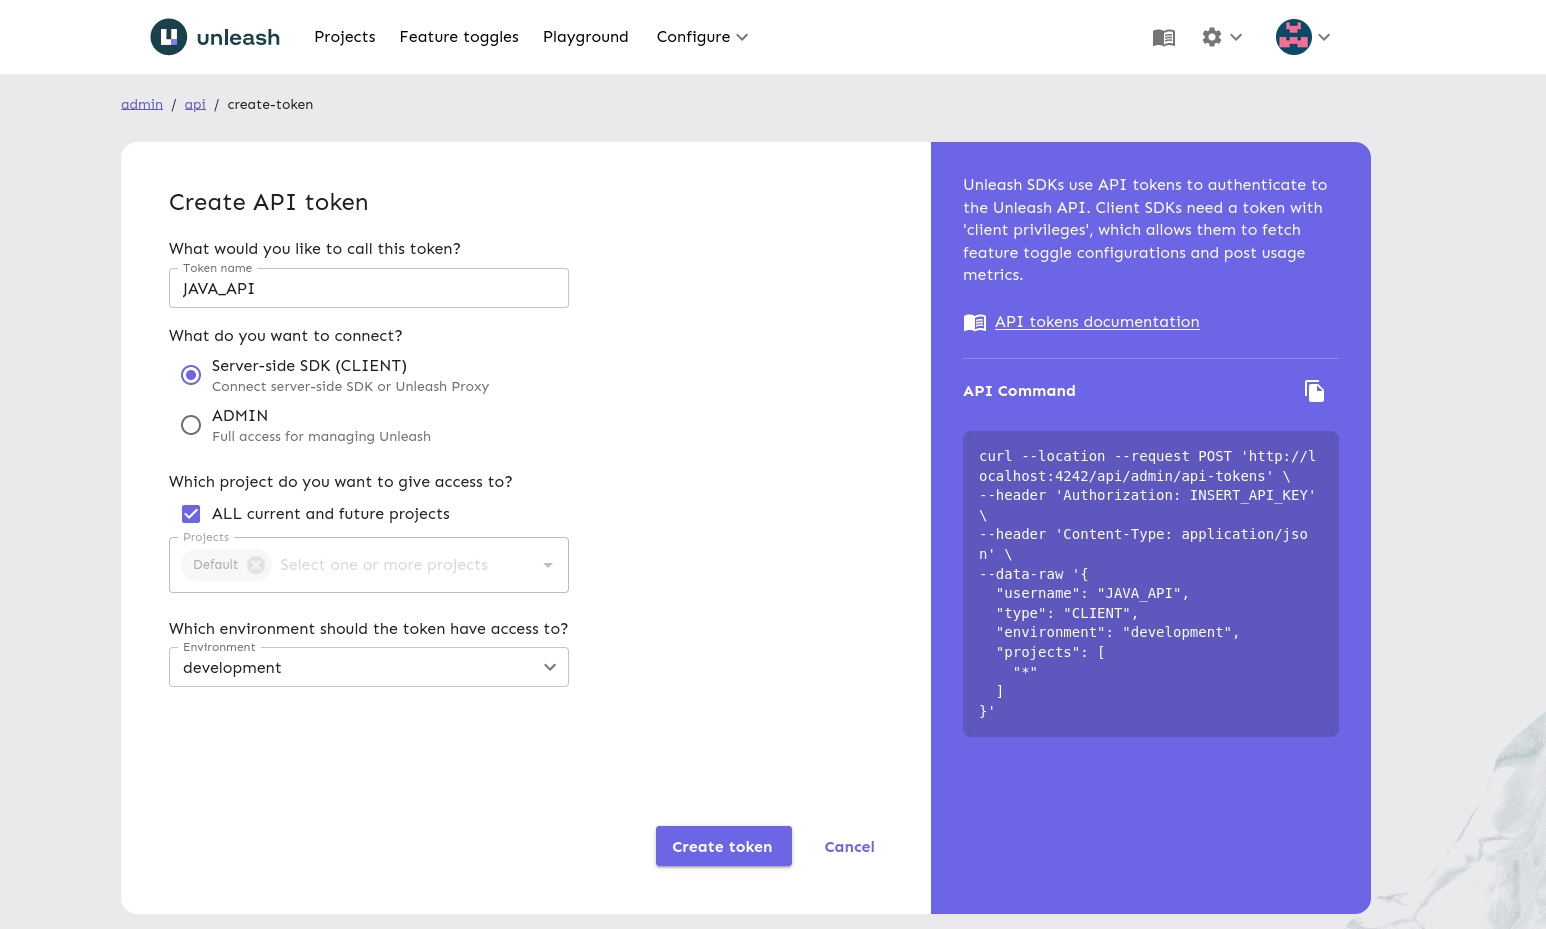 unleash Projects Feature toggles Playground Configure
admin / api / create-token
Create API token
What would you like to call this token?
Token name
JAVA_API
What do you want to connect?
Server-side SDK (CLIENT)
Connect server-side SDK or Unleash Proxy
ADMIN
Full access for managing Unleash
Which project do you want to give access to?
ALL current and future projects
Projects
Default Select one or more projects
Which environment should the token have access to?
Environment
development
Create token Cancel
Unleash SDKs use API tokens to authenticate to
the Unleash API. Client SDKs need a token with
'client privileges', which allows them to fetch
feature toggle configurations and post usage
metrics.
API tokens documentation
API Command
curl --location --request POST 'http://l
ocalhost:4242/api/admin/api-tokens' \
--header 'Authorization: INSERT_API_KEY'
\
--header 'Content-Type: application/jso
n' \
--data-raw '{
  "username": "JAVA_API",
  "type": "CLIENT",
  "environment": "development",
  "projects": [
    "*"
  ]
}'